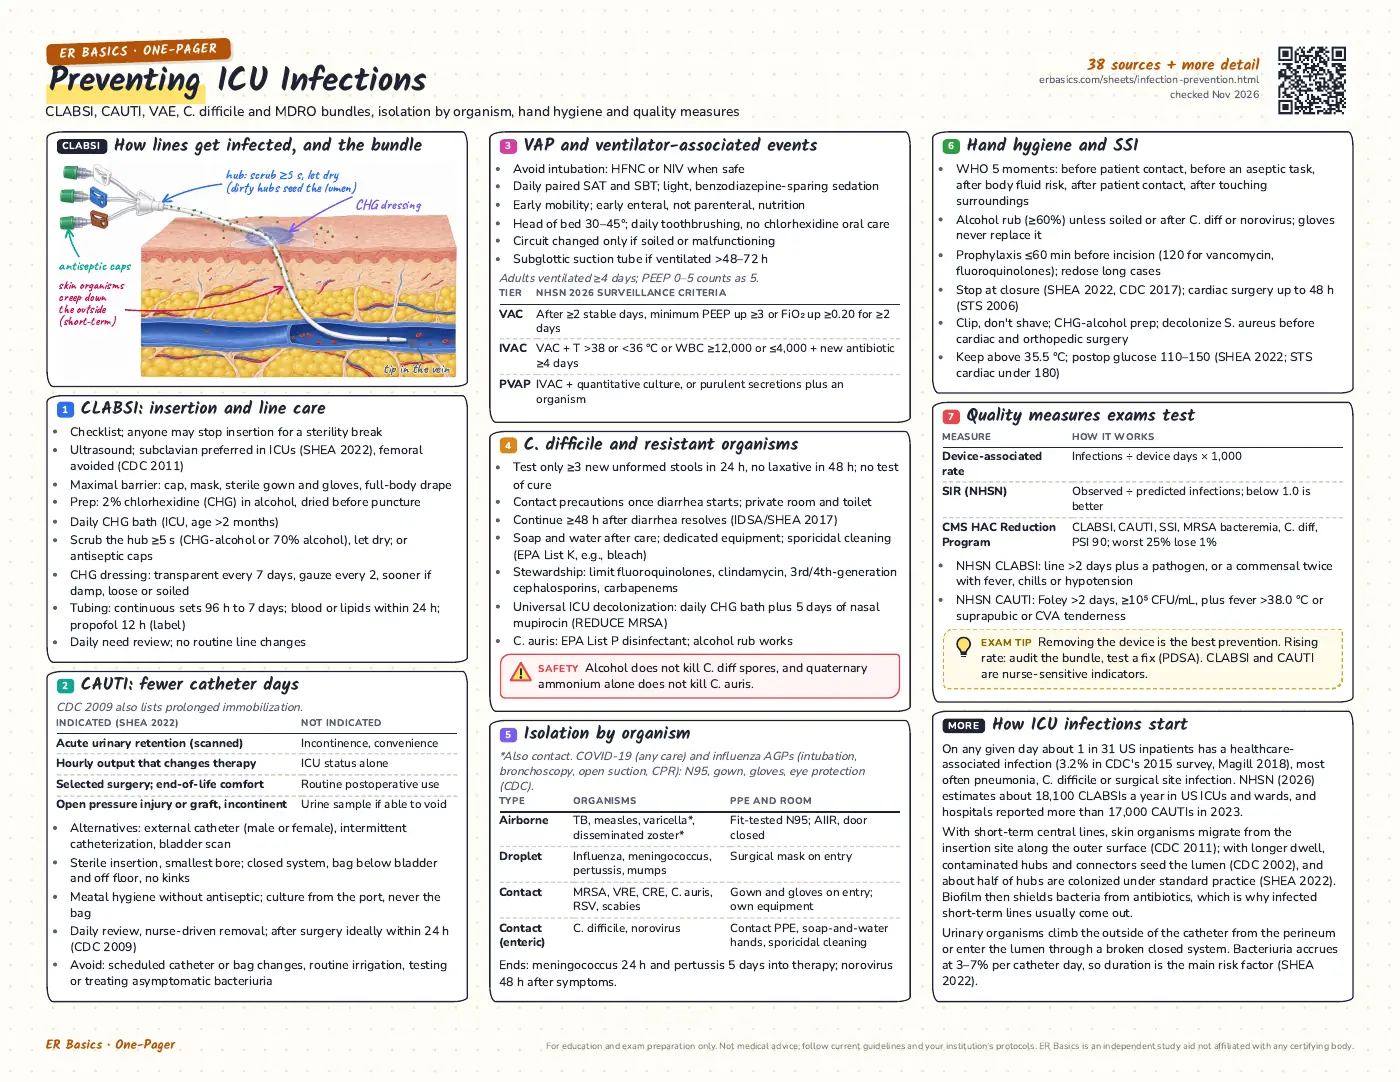 ER BASICS · ONE-PAGER
Preventing ICU Infections
CLABSI, CAUTI, VAE, C. difficile and MDRO bundles, isolation by organism, hand hygiene and quality measures
38 sources + more detail
erbasics.com/sheets/infection-prevention.html
checked Nov 2026
CLABSI How lines get infected, and the bundle
hub: scrub ≥5 s, let dry
(dirty hubs seed the lumen)
CHG dressing
antiseptic caps
skin organisms
creep down
the outside
(short-term)
tip in the vein
1 CLABSI: insertion and line care
• Checklist; anyone may stop insertion for a sterility break
• Ultrasound; subclavian preferred in ICUs (SHEA 2022), femoral
avoided (CDC 2011)
• Maximal barrier: cap, mask, sterile gown and gloves, full-body drape
• Prep: 2% chlorhexidine (CHG) in alcohol, dried before puncture
• Daily CHG bath (ICU, age >2 months)
• Scrub the hub ≥5 s (CHG-alcohol or 70% alcohol), let dry; or
antiseptic caps
• CHG dressing: transparent every 7 days, gauze every 2, sooner if
damp, loose or soiled
• Tubing: continuous sets 96 h to 7 days; blood or lipids within 24 h;
propofol 12 h (label)
• Daily need review; no routine line changes
2 CAUTI: fewer catheter days
CDC 2009 also lists prolonged immobilization.
INDICATED (SHEA 2022) NOT INDICATED
Acute urinary retention (scanned) Incontinence, convenience
Hourly output that changes therapy ICU status alone
Selected surgery; end-of-life comfort Routine postoperative use
Open pressure injury or graft, incontinent Urine sample if able to void
• Alternatives: external catheter (male or female), intermittent
catheterization, bladder scan
• Sterile insertion, smallest bore; closed system, bag below bladder
and off floor, no kinks
• Meatal hygiene without antiseptic; culture from the port, never the
bag
• Daily review, nurse-driven removal; after surgery ideally within 24 h
(CDC 2009)
• Avoid: scheduled catheter or bag changes, routine irrigation, testing
or treating asymptomatic bacteriuria
3 VAP and ventilator-associated events
• Avoid intubation: HFNC or NIV when safe
• Daily paired SAT and SBT; light, benzodiazepine-sparing sedation
• Early mobility; early enteral, not parenteral, nutrition
• Head of bed 30–45°; daily toothbrushing, no chlorhexidine oral care
• Circuit changed only if soiled or malfunctioning
• Subglottic suction tube if ventilated >48–72 h
Adults ventilated ≥4 days; PEEP 0–5 counts as 5.
TIER NHSN 2026 SURVEILLANCE CRITERIA
VAC After ≥2 stable days, minimum PEEP up ≥3 or FiO₂ up ≥0.20 for ≥2
days
IVAC VAC + T >38 or <36 °C or WBC ≥12,000 or ≤4,000 + new antibiotic
≥4 days
PVAP IVAC + quantitative culture, or purulent secretions plus an
organism
4 C. difficile and resistant organisms
• Test only ≥3 new unformed stools in 24 h, no laxative in 48 h; no test
of cure
• Contact precautions once diarrhea starts; private room and toilet
• Continue ≥48 h after diarrhea resolves (IDSA/SHEA 2017)
• Soap and water after care; dedicated equipment; sporicidal cleaning
(EPA List K, e.g., bleach)
• Stewardship: limit fluoroquinolones, clindamycin, 3rd/4th-generation
cephalosporins, carbapenems
• Universal ICU decolonization: daily CHG bath plus 5 days of nasal
mupirocin (REDUCE MRSA)
• C. auris: EPA List P disinfectant; alcohol rub works
SAFETY Alcohol does not kill C. diff spores, and quaternary
ammonium alone does not kill C. auris.
5 Isolation by organism
*Also contact. COVID-19 (any care) and influenza AGPs (intubation,
bronchoscopy, open suction, CPR): N95, gown, gloves, eye protection
(CDC).
TYPE ORGANISMS PPE AND ROOM
Airborne TB, measles, varicella*, Fit-tested N95; AIIR, door
disseminated zoster* closed
Droplet Influenza, meningococcus, Surgical mask on entry
pertussis, mumps
Contact MRSA, VRE, CRE, C. auris, Gown and gloves on entry;
RSV, scabies own equipment
Contact C. difficile, norovirus Contact PPE, soap-and-water
(enteric) hands, sporicidal cleaning
Ends: meningococcus 24 h and pertussis 5 days into therapy; norovirus
48 h after symptoms.
6 Hand hygiene and SSI
• WHO 5 moments: before patient contact, before an aseptic task,
after body fluid risk, after patient contact, after touching
surroundings
• Alcohol rub (≥60%) unless soiled or after C. diff or norovirus; gloves
never replace it
• Prophylaxis ≤60 min before incision (120 for vancomycin,
fluoroquinolones); redose long cases
• Stop at closure (SHEA 2022, CDC 2017); cardiac surgery up to 48 h
(STS 2006)
• Clip, don't shave; CHG-alcohol prep; decolonize S. aureus before
cardiac and orthopedic surgery
• Keep above 35.5 °C; postop glucose 110–150 (SHEA 2022; STS
cardiac under 180)
7 Quality measures exams test
MEASURE HOW IT WORKS
Device-associated Infections ÷ device days × 1,000
rate
SIR (NHSN) Observed ÷ predicted infections; below 1.0 is
better
CMS HAC Reduction CLABSI, CAUTI, SSI, MRSA bacteremia, C. diff,
Program PSI 90; worst 25% lose 1%
• NHSN CLABSI: line >2 days plus a pathogen, or a commensal twice
with fever, chills or hypotension
• NHSN CAUTI: Foley >2 days, ≥10⁵ CFU/mL, plus fever >38.0 °C or
suprapubic or CVA tenderness
EXAM TIP Removing the device is the best prevention. Rising
rate: audit the bundle, test a fix (PDSA). CLABSI and CAUTI
are nurse-sensitive indicators.
MORE How ICU infections start
On any given day about 1 in 31 US inpatients has a healthcare-
associated infection (3.2% in CDC's 2015 survey, Magill 2018), most
often pneumonia, C. difficile or surgical site infection. NHSN (2026)
estimates about 18,100 CLABSIs a year in US ICUs and wards, and
hospitals reported more than 17,000 CAUTIs in 2023.
With short-term central lines, skin organisms migrate from the
insertion site along the outer surface (CDC 2011); with longer dwell,
contaminated hubs and connectors seed the lumen (CDC 2002), and
about half of hubs are colonized under standard practice (SHEA 2022).
Biofilm then shields bacteria from antibiotics, which is why infected
short-term lines usually come out.
Urinary organisms climb the outside of the catheter from the perineum
or enter the lumen through a broken closed system. Bacteriuria accrues
at 3–7% per catheter day, so duration is the main risk factor (SHEA
2022).
ER Basics · One-Pager
For education and exam preparation only. Not medical advice; follow current guidelines and your institution's protocols. ER Basics is an independent study aid not affiliated with any certifying body.